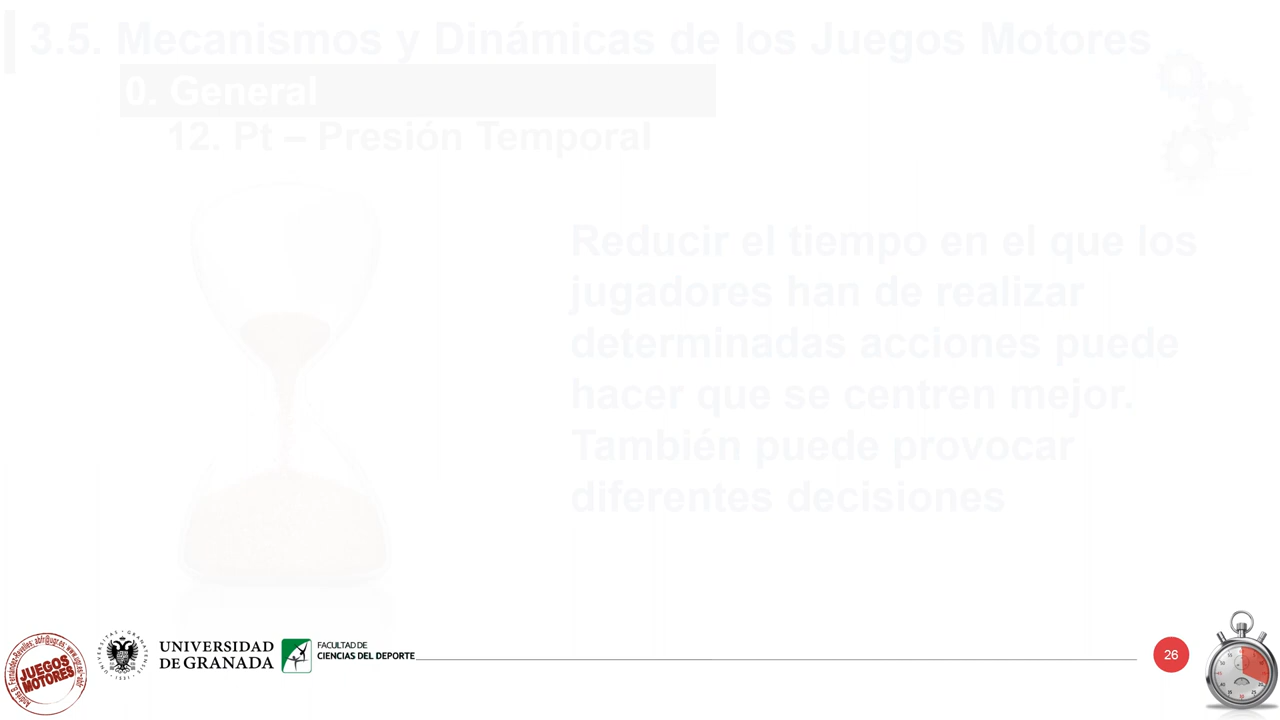 3.5. Mecanismos y Dinámicas de los Juegos Motores
0. General
12. Pt – Presión Temporal
Reducir el tiempo en el que los
jugadores han de realizar
determinadas acciones puede
hacer que se centren mejor.
También puede provocar
diferentes decisiones
JUEGOS
MOTORES
UNIVERSIDAD
DE GRANADA
FACULTAD DE
CIENCIAS DEL DEPORTE
26